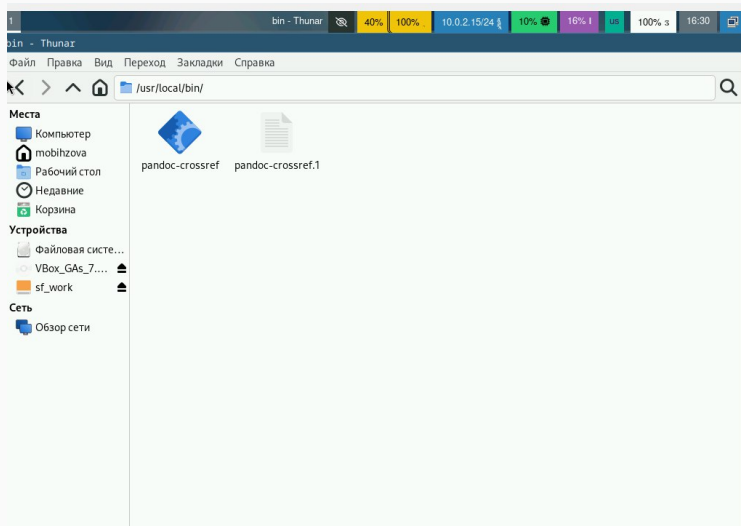 1 bin - Thunar 40% 100% 10.0.2.15/24 10% 16% us 100% 16:30
bin - Thunar
Файл Правка Вид Переход Закладки Справка
/usr/local/bin/
Места
Компьютер
mobihzova
Рабочий стол
Недавние
Корзина
Устройства
Файловая систе...
VBox_GAs_7....
sf_work
Сеть
Обзор сети
pandoc-crossref pandoc-crossref.1